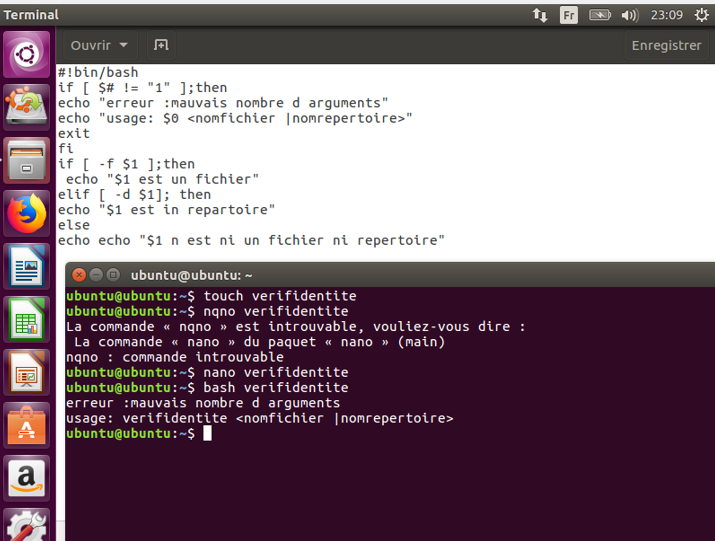 Terminal
Fr
23:09
Ouvrir
Enregistrer
#!bin/bash
if [ $# != "1" ];then
echo "erreur :mauvais nombre d arguments"
echo "usage: $0 <nomfichier |nomrepertoire>"
exit
fi
if [ -f $1 ];then
 echo "$1 est un fichier"
elif [ -d $1]; then
echo "$1 est in repartoire"
else
echo echo "$1 n est ni un fichier ni repertoire"
ubuntu@ubuntu: ~
ubuntu@ubuntu:~$ touch verifidentite
ubuntu@ubuntu:~$ nqno verifidentite
La commande « nqno » est introuvable, vouliez-vous dire :
 La commande « nano » du paquet « nano » (main)
nqno : commande introuvable
ubuntu@ubuntu:~$ nano verifidentite
ubuntu@ubuntu:~$ bash verifidentite
erreur :mauvais nombre d arguments
usage: verifidentite <nomfichier |nomrepertoire>
ubuntu@ubuntu:~$